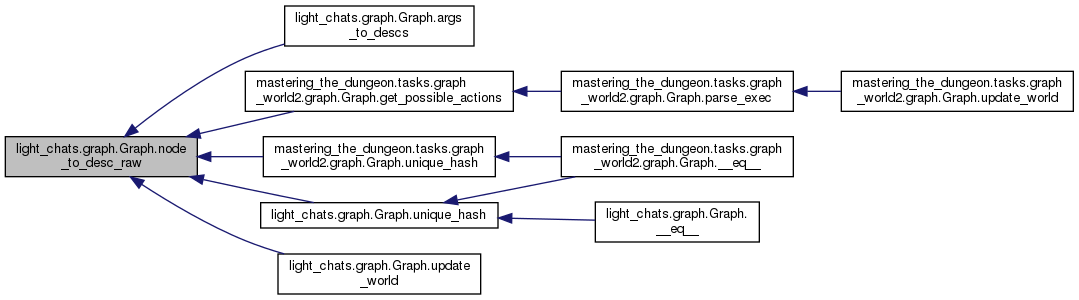 light_chats.graph.Graph.args
_to_descs
mastering_the_dungeon.tasks.graph
_world2.graph.Graph.get_possible_actions
mastering_the_dungeon.tasks.graph
_world2.graph.Graph.parse_exec
mastering_the_dungeon.tasks.graph
_world2.graph.Graph.update_world
light_chats.graph.Graph.node
_to_desc_raw
mastering_the_dungeon.tasks.graph
_world2.graph.Graph.unique_hash
mastering_the_dungeon.tasks.graph
_world2.graph.Graph.__eq__
light_chats.graph.Graph.unique_hash
light_chats.graph.Graph.
__eq__
light_chats.graph.Graph.update
_world